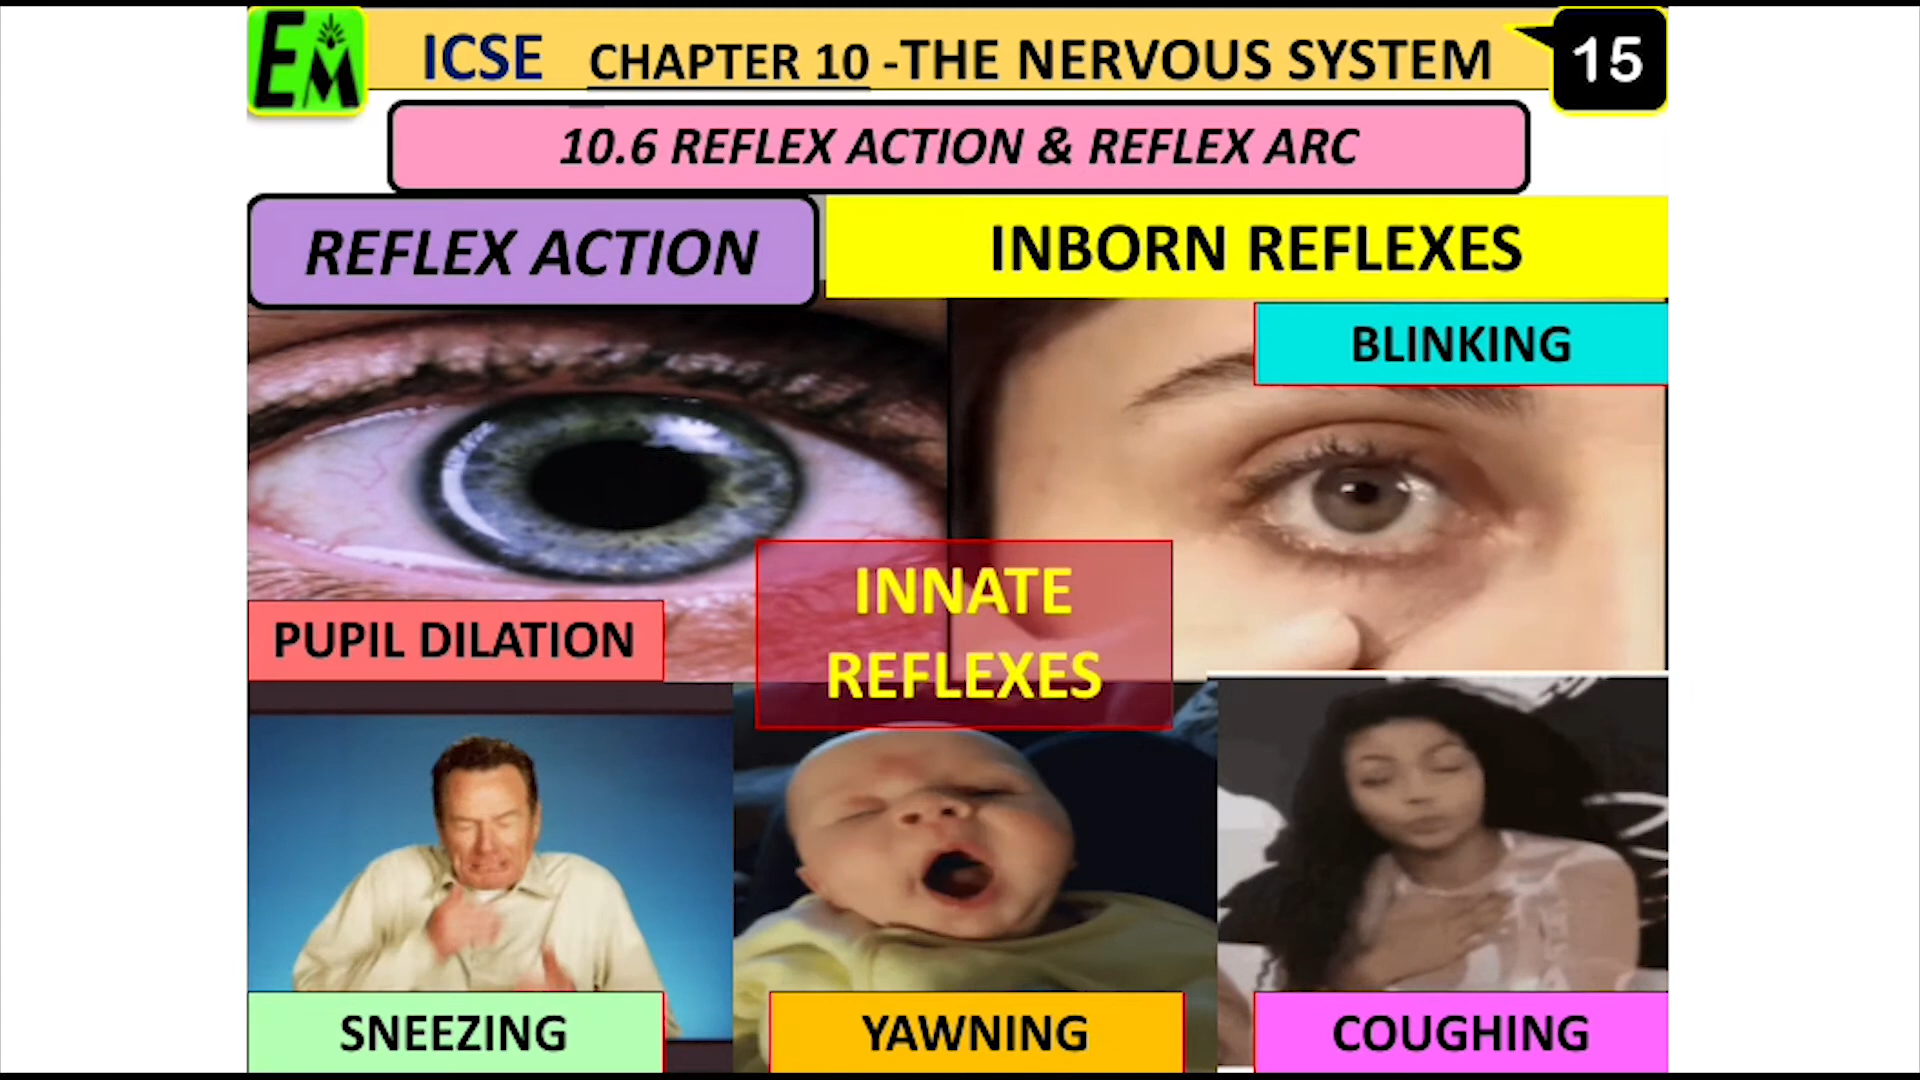 EM
ICSE CHAPTER 10 -THE NERVOUS SYSTEM
15
10.6 REFLEX ACTION & REFLEX ARC
REFLEX ACTION
INBORN REFLEXES
BLINKING
INNATE
REFLEXES
PUPIL DILATION
SNEEZING
YAWNING
COUGHING